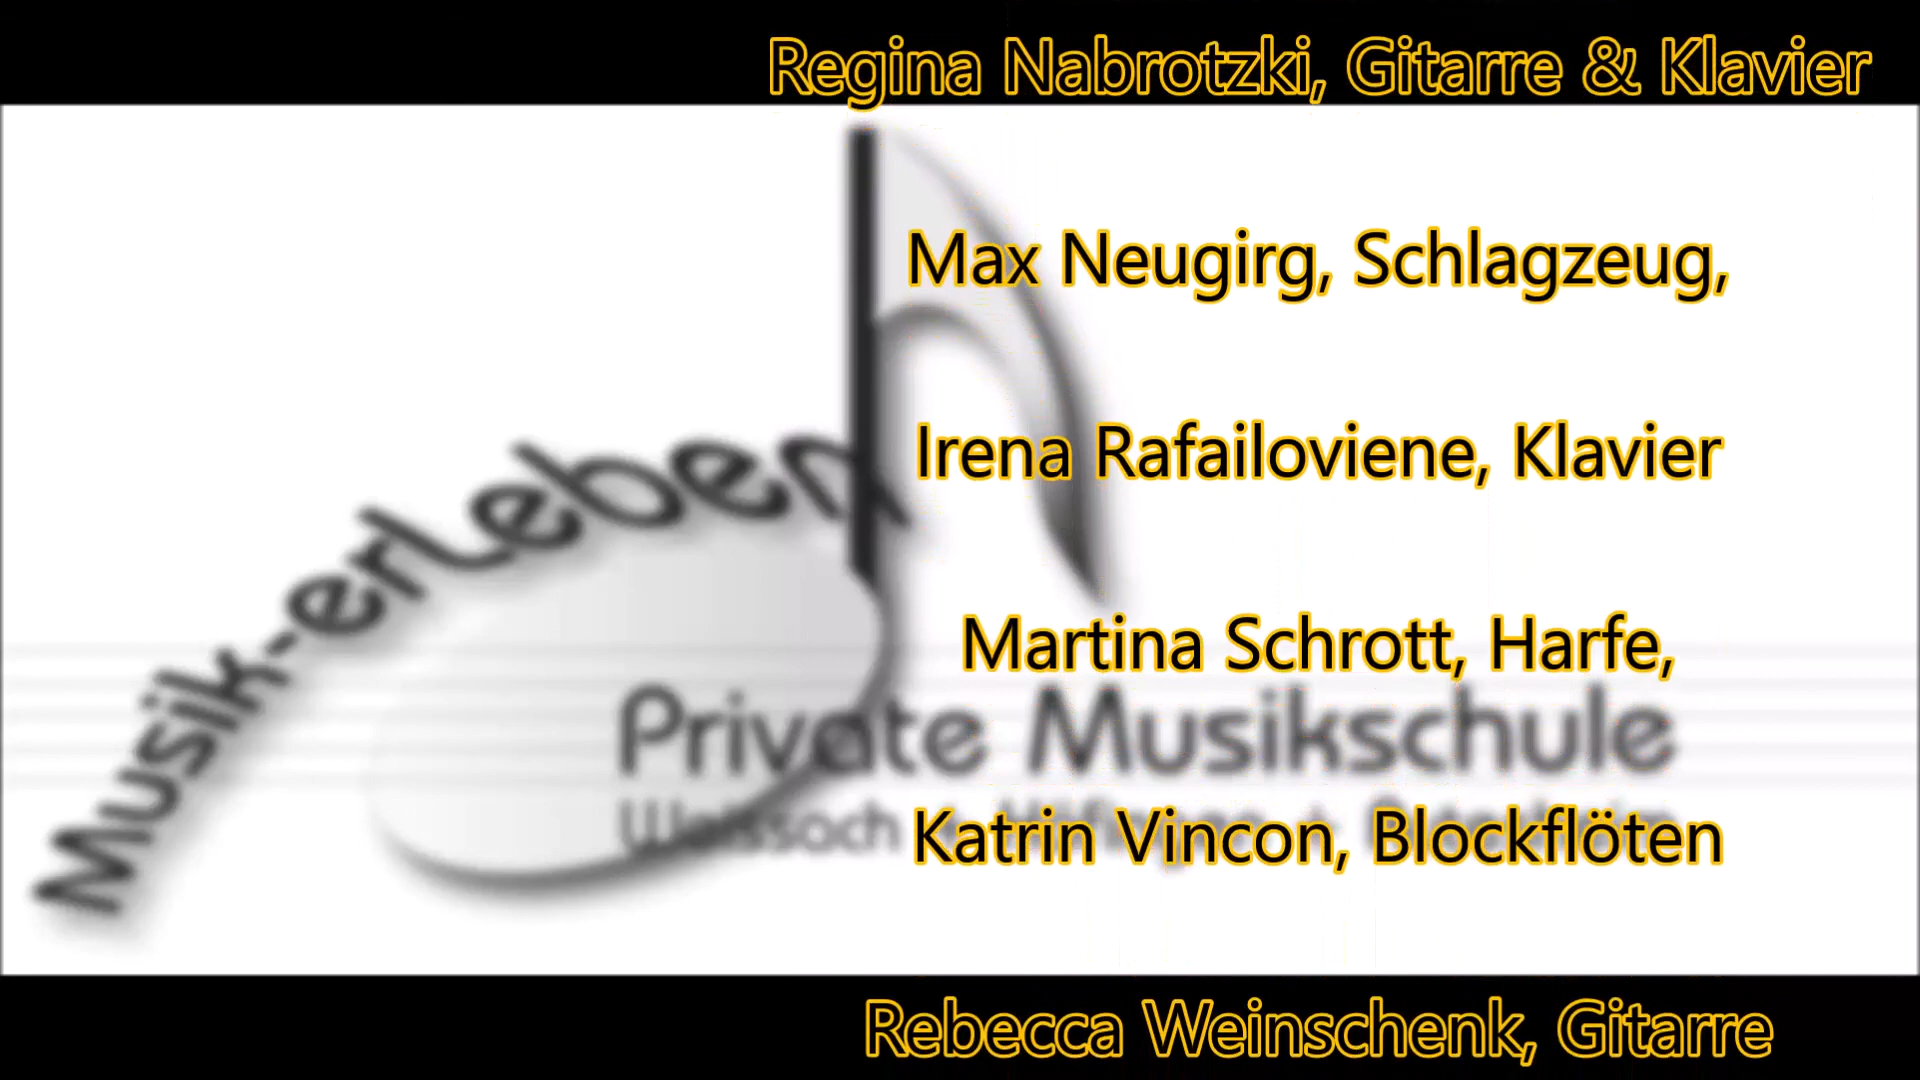 Regina Nabrotzki, Gitarre & Klavier
Max Neugirg, Schlagzeug,
Irena Rafailoviene, Klavier
Musik-erleben
Martina Schrott, Harfe,
Private Musikschule
Katrin Vincon, Blockflöten
Rebecca Weinschenk, Gitarre